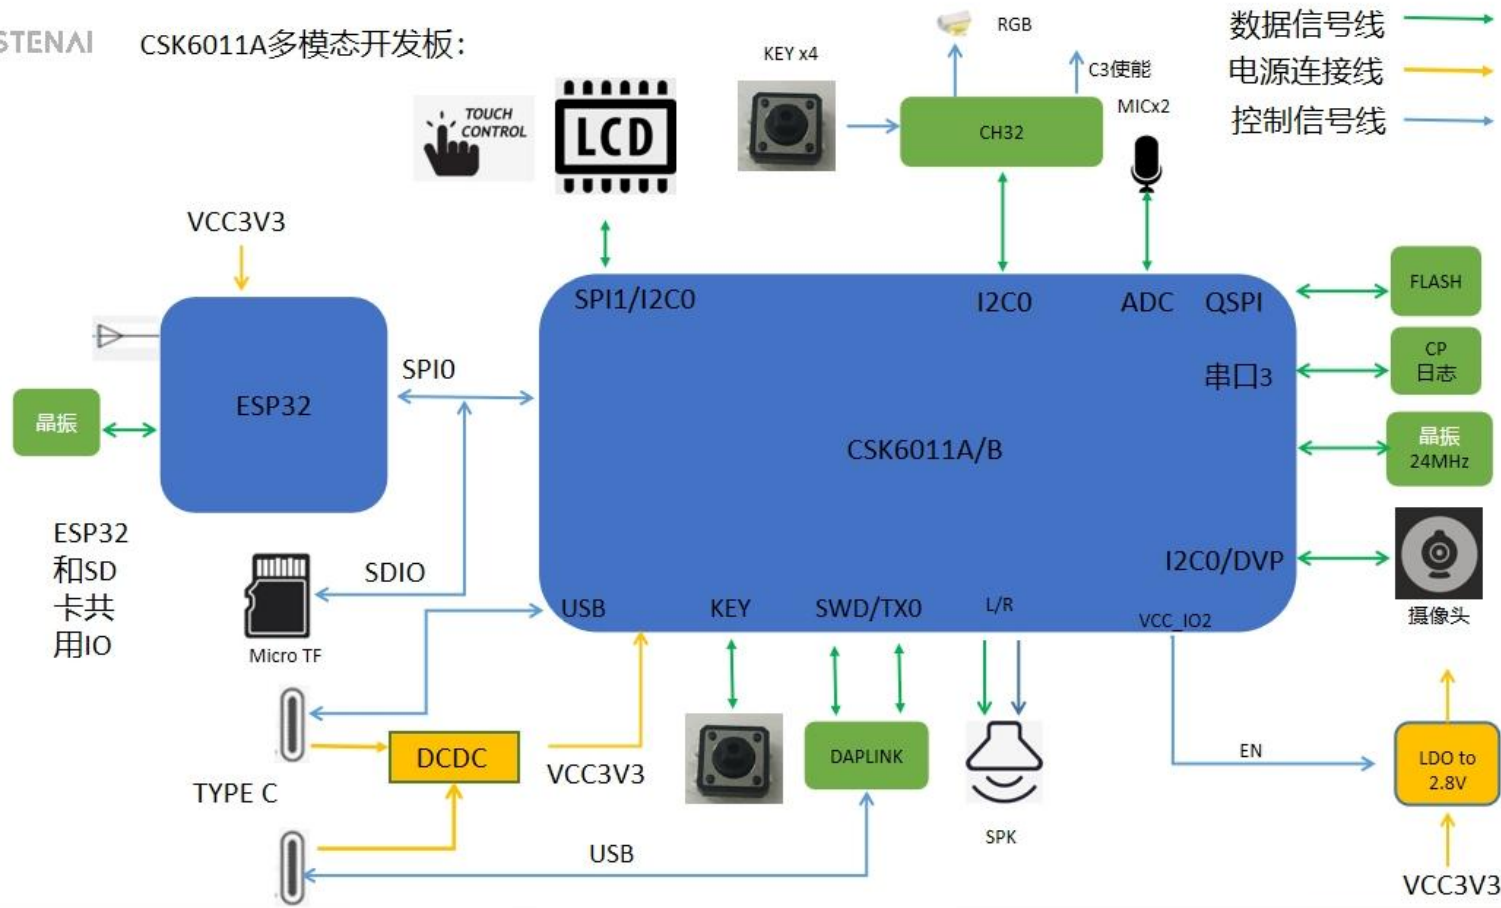 STENAI
CSK6011A多模态开发板：
数据信号线
电源连接线
控制信号线
RGB
KEY x4
C3使能
MICx2
CH32
TOUCH
CONTROL
LCD
VCC3V3
SPI1/I2C0
I2C0
ADC
QSPI
FLASH
CP
日志
串口3
SPI0
ESP32
晶振
CSK6011A/B
晶振
24MHz
ESP32
和SD
卡共
用IO
SDIO
Micro TF
I2C0/DVP
摄像头
USB
KEY
SWD/TX0
L/R
VCC_IO2
DCDC
VCC3V3
TYPE C
DAPLINK
SPK
EN
LDO to
2.8V
USB
VCC3V3